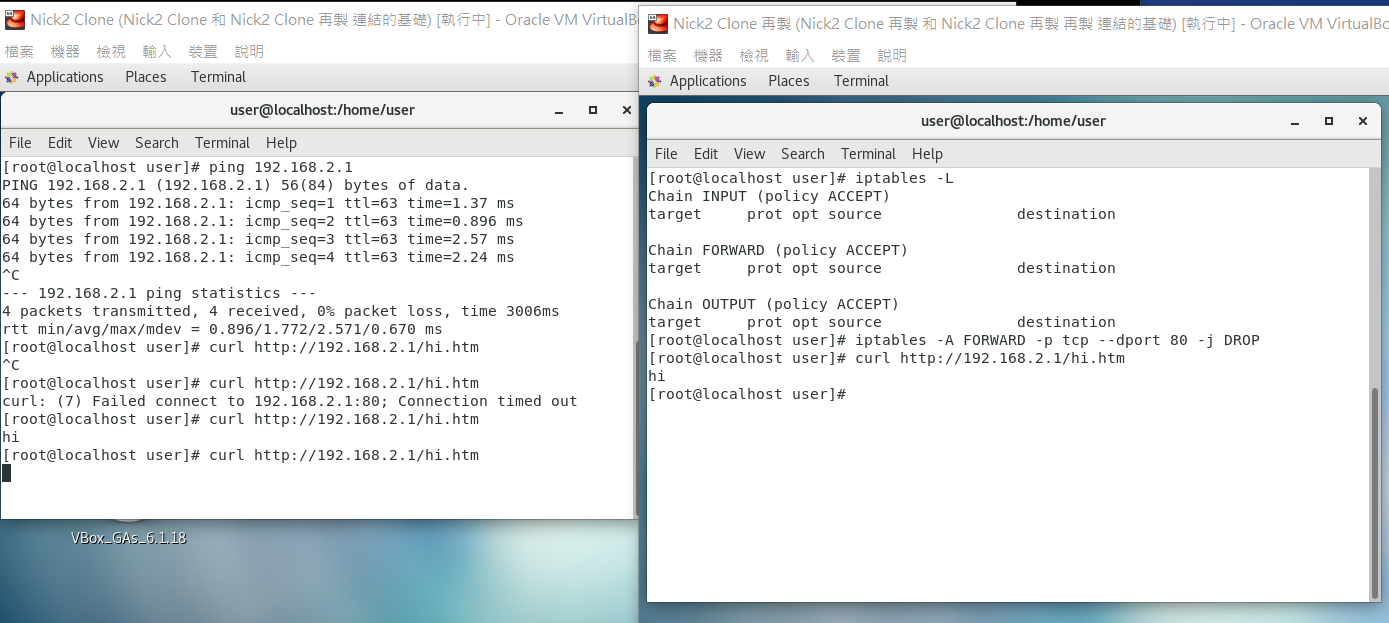 Nick2 Clone (Nick2 Clone 和 Nick2 Clone 再製 連結的基礎) [執行中] - Oracle VM VirtualBo
檔案 機器 檢視 輸入 裝置 說明
Applications Places Terminal
user@localhost:/home/user
File Edit View Search Terminal Help
[root@localhost user]# ping 192.168.2.1
PING 192.168.2.1 (192.168.2.1) 56(84) bytes of data.
64 bytes from 192.168.2.1: icmp_seq=1 ttl=63 time=1.37 ms
64 bytes from 192.168.2.1: icmp_seq=2 ttl=63 time=0.896 ms
64 bytes from 192.168.2.1: icmp_seq=3 ttl=63 time=2.57 ms
64 bytes from 192.168.2.1: icmp_seq=4 ttl=63 time=2.24 ms
^C
--- 192.168.2.1 ping statistics ---
4 packets transmitted, 4 received, 0% packet loss, time 3006ms
rtt min/avg/max/mdev = 0.896/1.772/2.571/0.670 ms
[root@localhost user]# curl http://192.168.2.1/hi.htm
^C
[root@localhost user]# curl http://192.168.2.1/hi.htm
curl: (7) Failed connect to 192.168.2.1:80; Connection timed out
[root@localhost user]# curl http://192.168.2.1/hi.htm
hi
[root@localhost user]# curl http://192.168.2.1/hi.htm
VBox_GAs_6.1.18
Nick2 Clone 再製 (Nick2 Clone 再製 和 Nick2 Clone 再製 再製 連結的基礎) [執行中] - Oracle VM VirtualBo
檔案 機器 檢視 輸入 裝置 說明
Applications Places Terminal
user@localhost:/home/user
File Edit View Search Terminal Help
[root@localhost user]# iptables -L
Chain INPUT (policy ACCEPT)
target prot opt source destination
Chain FORWARD (policy ACCEPT)
target prot opt source destination
Chain OUTPUT (policy ACCEPT)
target prot opt source destination
[root@localhost user]# iptables -A FORWARD -p tcp --dport 80 -j DROP
[root@localhost user]# curl http://192.168.2.1/hi.htm
hi
[root@localhost user]#